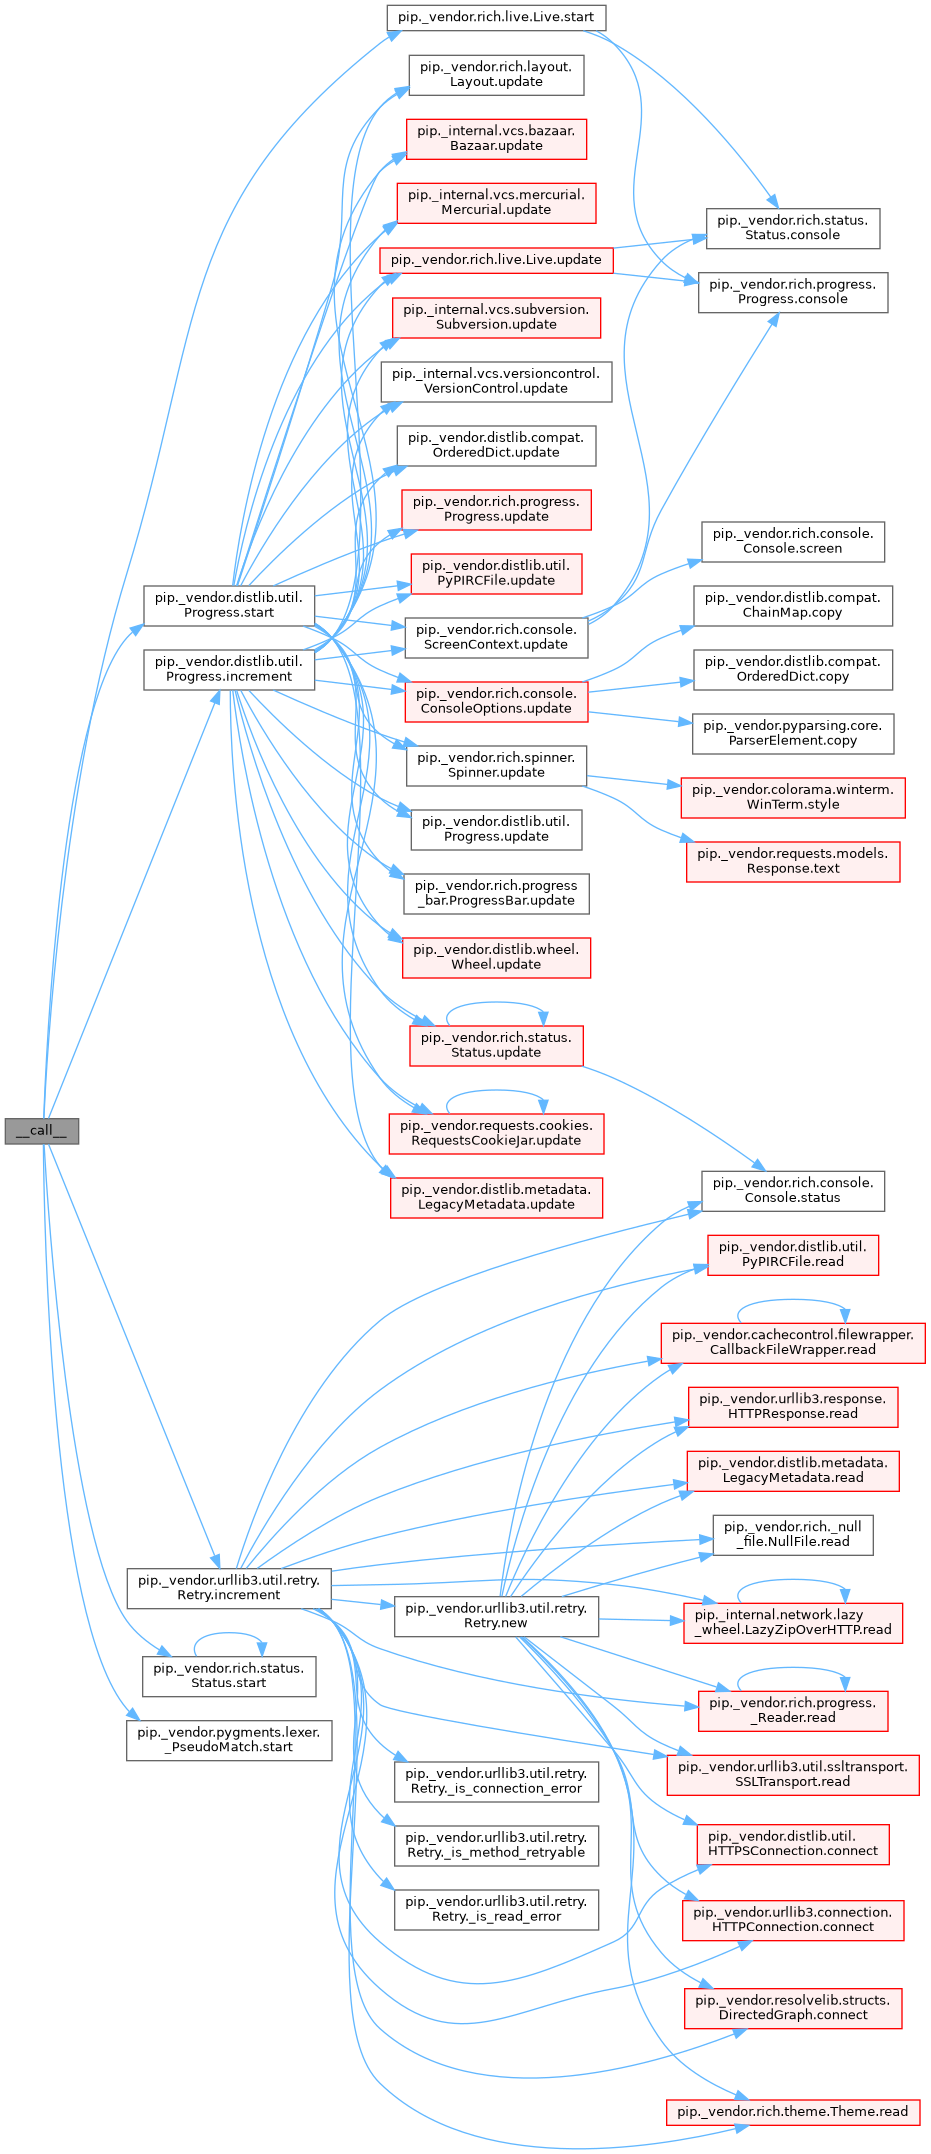 pip._vendor.rich.live.Live.start
pip._vendor.rich.layout.
Layout.update
pip._internal.vcs.bazaar.
Bazaar.update
pip._internal.vcs.mercurial.
Mercurial.update
pip._vendor.rich.status.
Status.console
pip._vendor.rich.live.Live.update
pip._vendor.rich.progress.
Progress.console
pip._internal.vcs.subversion.
Subversion.update
pip._internal.vcs.versioncontrol.
VersionControl.update
pip._vendor.distlib.compat.
OrderedDict.update
pip._vendor.rich.progress.
Progress.update
pip._vendor.rich.console.
Console.screen
pip._vendor.distlib.util.
PyPIRCFile.update
pip._vendor.distlib.util.
Progress.start
pip._vendor.distlib.compat.
ChainMap.copy
pip._vendor.rich.console.
ScreenContext.update
pip._vendor.distlib.util.
Progress.increment
pip._vendor.distlib.compat.
OrderedDict.copy
pip._vendor.rich.console.
ConsoleOptions.update
pip._vendor.pyparsing.core.
ParserElement.copy
pip._vendor.rich.spinner.
Spinner.update
pip._vendor.colorama.winterm.
WinTerm.style
pip._vendor.distlib.util.
Progress.update
pip._vendor.requests.models.
Response.text
pip._vendor.rich.progress
_bar.ProgressBar.update
pip._vendor.distlib.wheel.
Wheel.update
pip._vendor.rich.status.
Status.update
__call__
pip._vendor.requests.cookies.
RequestsCookieJar.update
pip._vendor.distlib.metadata.
LegacyMetadata.update
pip._vendor.rich.console.
Console.status
pip._vendor.distlib.util.
PyPIRCFile.read
pip._vendor.cachecontrol.filewrapper.
CallbackFileWrapper.read
pip._vendor.urllib3.response.
HTTPResponse.read
pip._vendor.distlib.metadata.
LegacyMetadata.read
pip._vendor.rich._null
_file.NullFile.read
pip._vendor.urllib3.util.retry.
Retry.increment
pip._vendor.urllib3.util.retry.
Retry.new
pip._internal.network.lazy
_wheel.LazyZipOverHTTP.read
pip._vendor.rich.status.
Status.start
pip._vendor.rich.progress.
_Reader.read
pip._vendor.pygments.lexer.
_PseudoMatch.start
pip._vendor.urllib3.util.ssltransport.
SSLTransport.read
pip._vendor.urllib3.util.retry.
Retry._is_connection_error
pip._vendor.urllib3.util.retry.
Retry._is_method_retryable
pip._vendor.distlib.util.
HTTPSConnection.connect
pip._vendor.urllib3.util.retry.
Retry._is_read_error
pip._vendor.urllib3.connection.
HTTPConnection.connect
pip._vendor.resolvelib.structs.
DirectedGraph.connect
pip._vendor.rich.theme.Theme.read